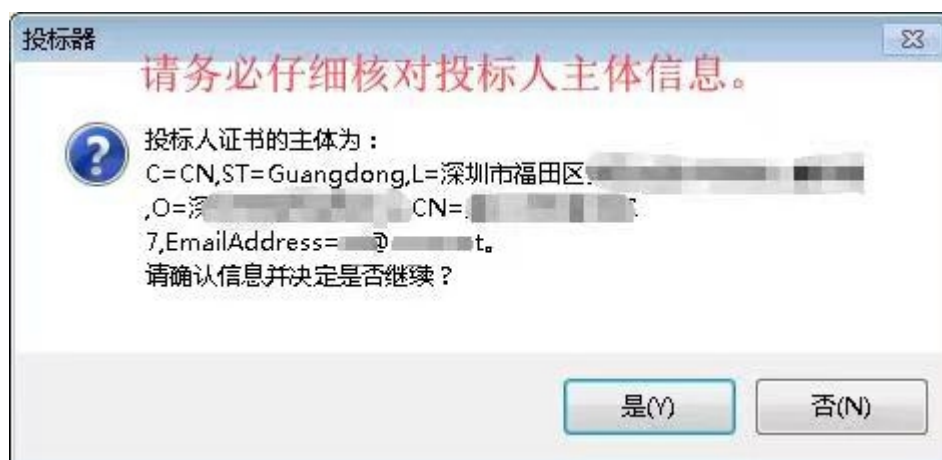 投标器
请务必仔细核对投标人主体信息。
投标人证书的主体为：
C=CN,ST=Guangdong,L=深圳市福田区
,O=深 CN=
7,EmailAddress= @ t。
请确认信息并决定是否继续？
是(Y) 否(N)